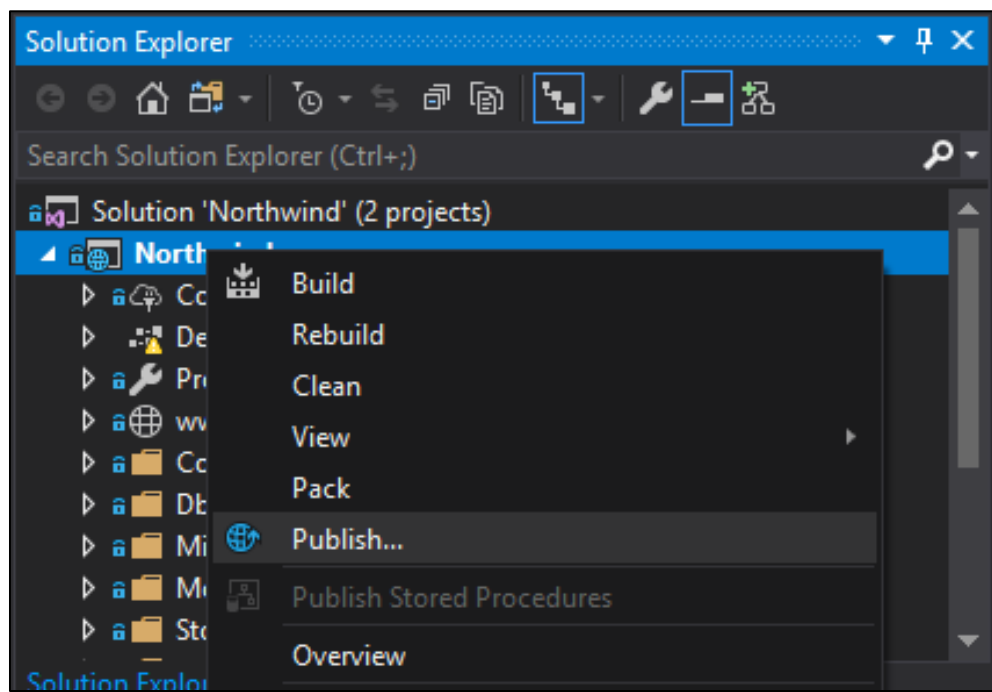 Solution Explorer
Search Solution Explorer (Ctrl+;)
Solution 'Northwind' (2 projects)
Build
Rebuild
Clean
View
Pack
Publish...
Publish Stored Procedures
Overview
Solution